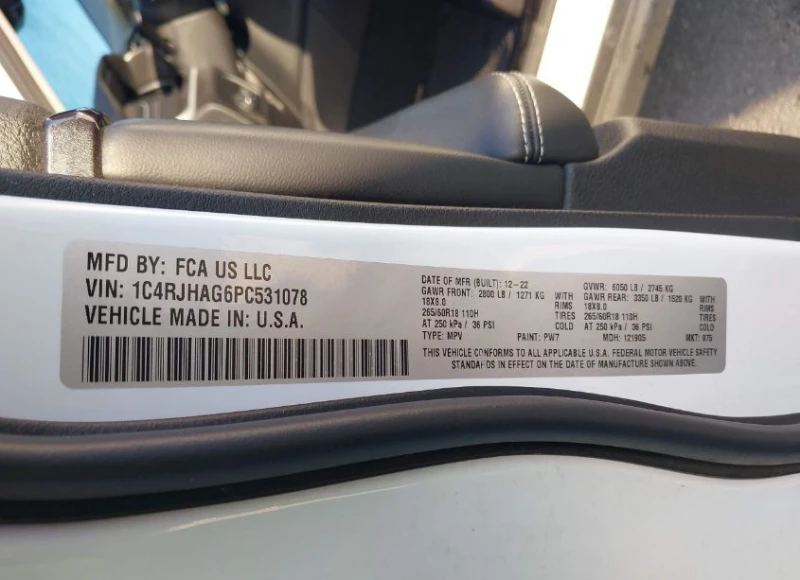 MFD BY: FCA US LLC
VIN: 1C4RJHAG6PC531078
VEHICLE MADE IN: U.S.A.
DATE OF MFR (BUILT): 12-22 GVWR: 6050 LB / 2745 KG
GAWR FRONT: 2800 LB / 1271 KG WITH GAWR REAR: 3350 LB / 1520 KG WITH
18X8.0 RIMS 18X8.0 RIMS
265/60R18 110H TIRES 265/60R18 110H TIRES
AT 250 kPa / 36 PSI COLD AT 250 kPa / 36 PSI COLD
TYPE: MPV PAINT: PW7 MDH: 121905 MKT: 975
THIS VEHICLE CONFORMS TO ALL APPLICABLE U.S.A. FEDERAL MOTOR VEHICLE SAFETY
STANDARDS IN EFFECT ON THE DATE OF MANUFACTURE SHOWN ABOVE.